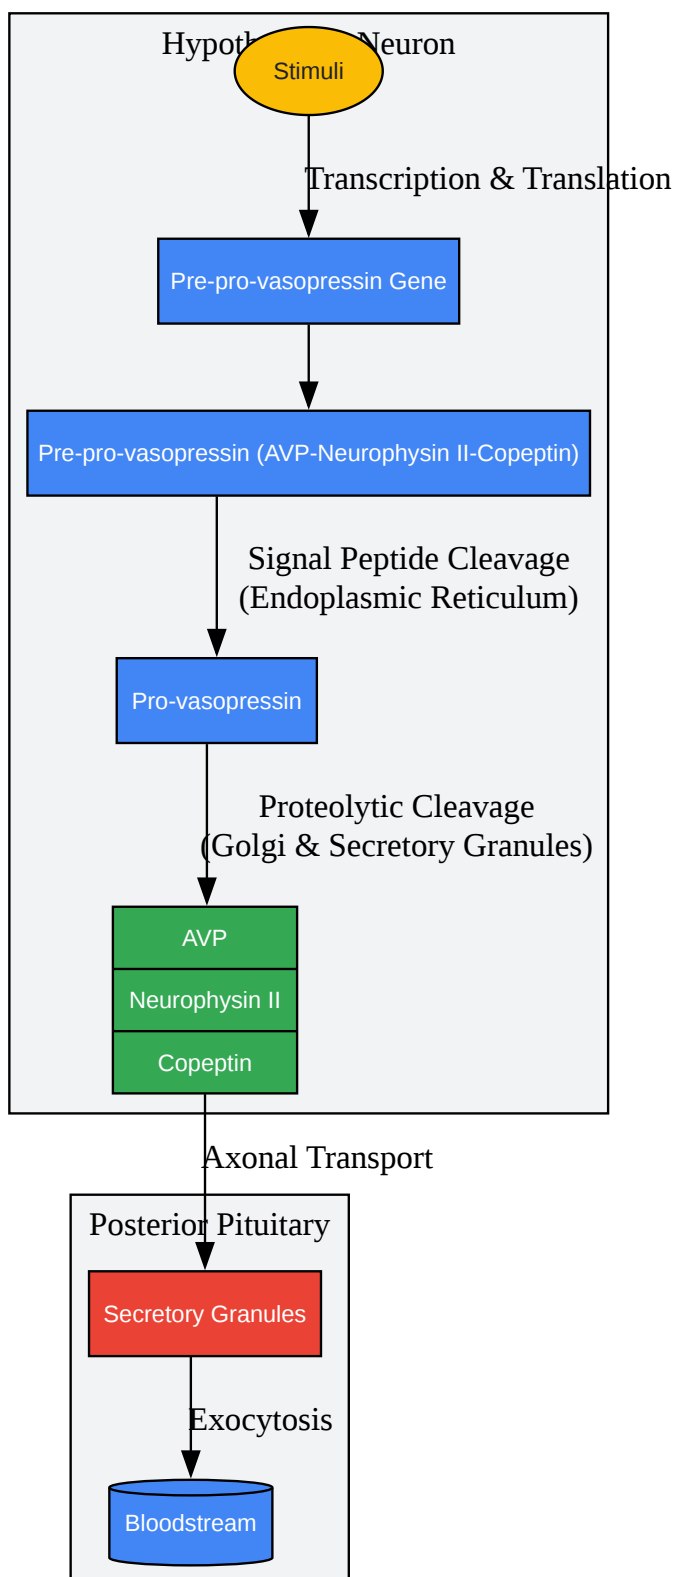 Stimuli
Neuron
Transcription & Translation
Pre-pro-vasopressin Gene
Pre-pro-vasopressin (AVP-Neurophysin II-Copeptin)
Signal Peptide Cleavage
(Endoplasmic Reticulum)
Pro-vasopressin
Proteolytic Cleavage
(Golgi & Secretory Granules)
AVP
Neurophysin II
Copeptin
Axonal Transport
Posterior Pituitary
Secretory Granules
Exocytosis
Bloodstream